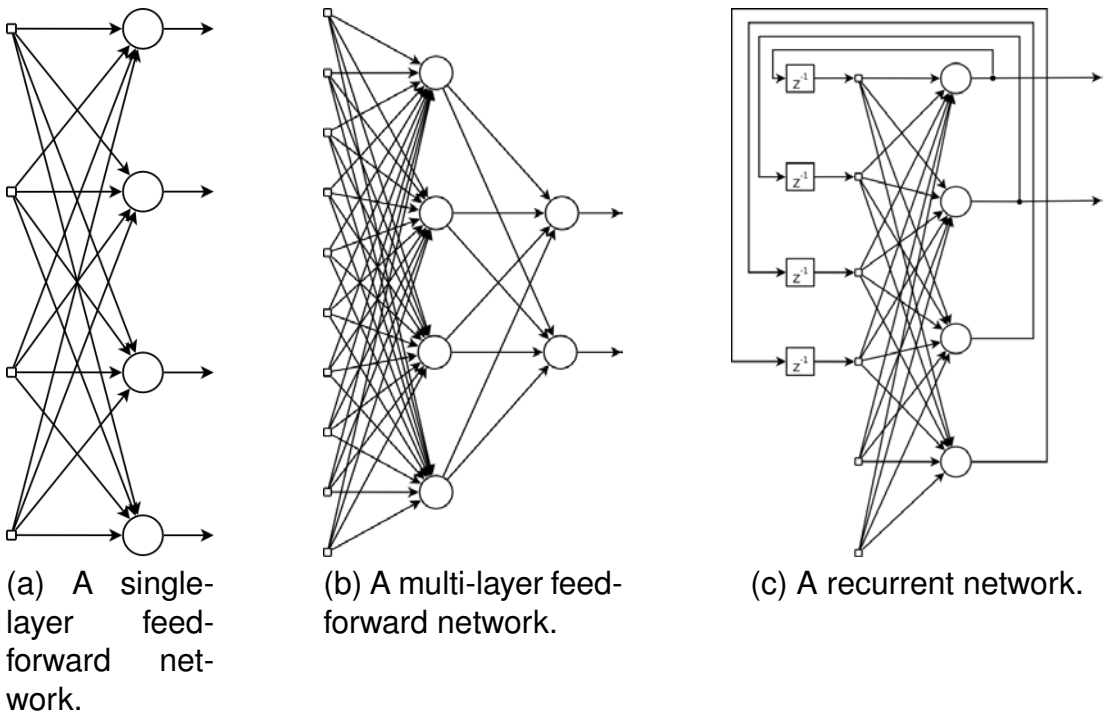 z-1
z-1
z-1
z-1
(a) A single-
layer feed-
forward net-
work.
(b) A multi-layer feed-
forward network.
(c) A recurrent network.